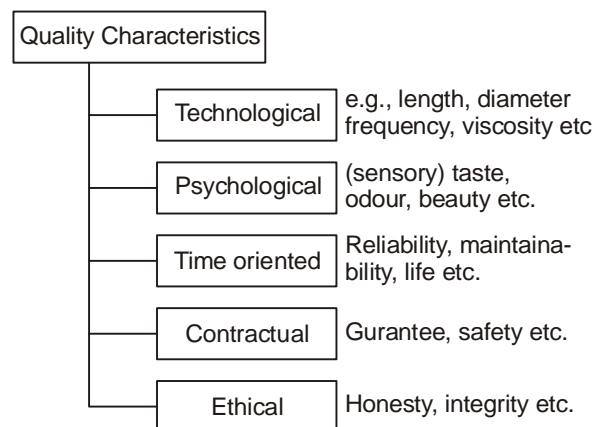 Quality Characteristics
Technological
e.g., length, diameter
frequency, viscosity etc
Psychological
(sensory) taste,
odour, beauty etc.
Time oriented
Reliability, maintaina-
bility, life etc.
Contractual
Gurantee, safety etc.
Ethical
Honesty, integrity etc.